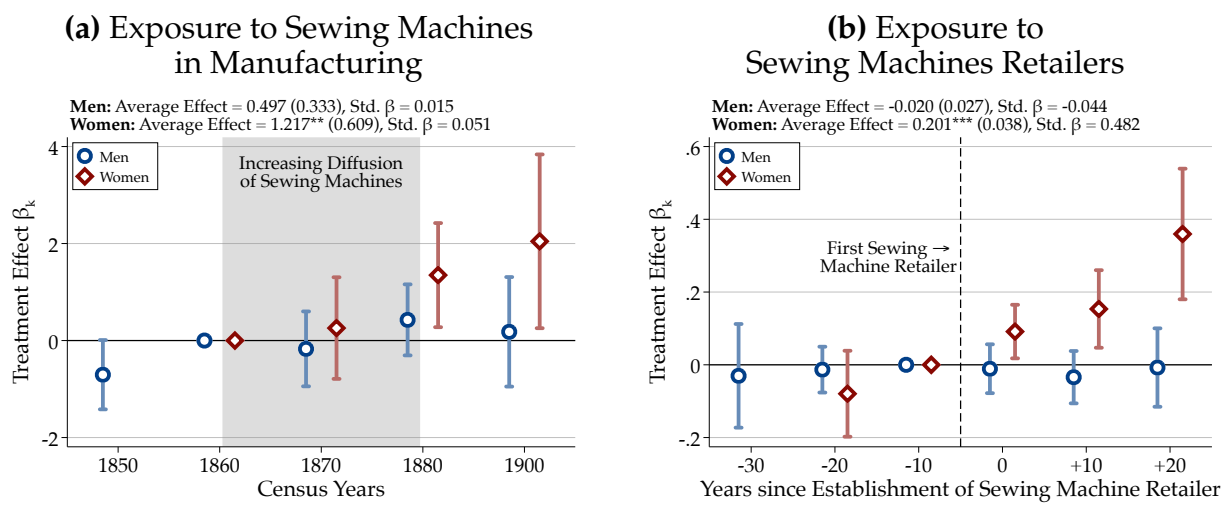 (a) Exposure to Sewing Machines
in Manufacturing
Men: Average Effect = 0.497 (0.333), Std. β = 0.015
Women: Average Effect = 1.217** (0.609), Std. β = 0.051
Men
Women
Increasing Diffusion
of Sewing Machines
Treatment Effect βk
4
2
0
-2
1850 1860 1870 1880 1900
Census Years
(b) Exposure to
Sewing Machines Retailers
Men: Average Effect = -0.020 (0.027), Std. β = -0.044
Women: Average Effect = 0.201*** (0.038), Std. β = 0.482
Men
Women
First Sewing →
Machine Retailer
Treatment Effect βk
.6
.4
.2
0
-.2
-30 -20 -10 0 +10 +20
Years since Establishment of Sewing Machine Retailer